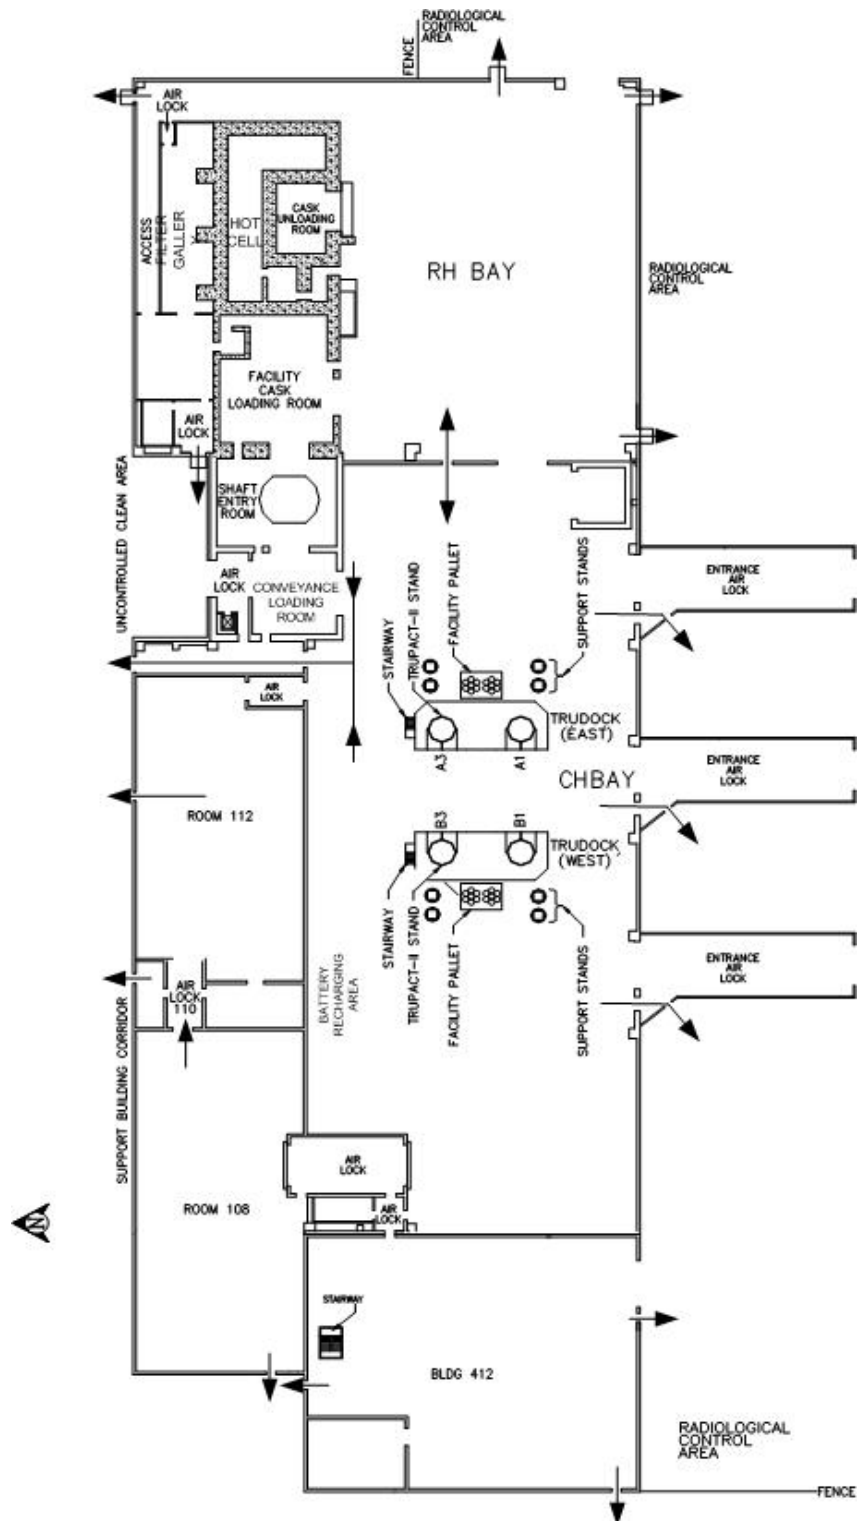 RADIOLOGICAL
CONTROL
AREA
FENCE
AIR
LOCK
ACCESS
FILTER
GALLER
Y
HOT
CELL
CASK
UNLOADING
ROOM
RH BAY
RADIOLOGICAL
CONTROL
AREA
FACILITY
CASK
LOADING ROOM
AIR
LOCK
UNCONTROLLED CLEAN AREA
SHAFT
ENTRY
ROOM
AIR
LOCK
CONVEYANCE
LOADING
ROOM
STAIRWAY
TRUPACT-II STAND
FACILITY PALLET
SUPPORT STANDS
ENTRANCE
AIR
LOCK
AIR
LOCK
TRUDOCK
(EAST)
A3
A1
CHBAY
ENTRANCE
AIR
LOCK
ROOM 112
B3
B1
TRUDOCK
(WEST)
STAIRWAY
TRUPACT-II STAND
FACILITY PALLET
SUPPORT STANDS
ENTRANCE
AIR
LOCK
AIR
LOCK
110
BATTERY
RECHARGING
AREA
SUPPORT BUILDING CORRIDOR
AIR
LOCK
N
ROOM 108
AIR
LOCK
STAIRWAY
BLDG 412
RADIOLOGICAL
CONTROL
AREA
FENCE